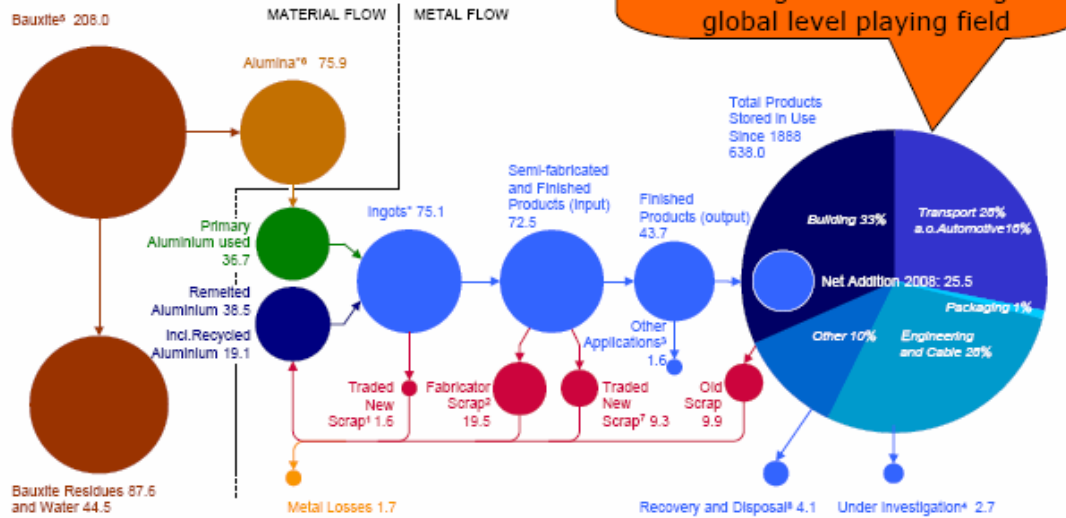 global level playing field
MATERIAL FLOW
METAL FLOW
Bauxite⁵ 208.0
Alumina*⁶ 75.9
Total Products
Stored in Use
Since 1888
638.0
Semi-fabricated
and Finished
Products (input)
72.5
Finished
Products (output)
43.7
Ingots* 75.1
Primary
Aluminium used
36.7
Remelted
Aluminium 38.5
Incl.Recycled
Aluminium 19.1
Building 33%
Transport 28%
a.o.Automotive16%
Net Addition 2008: 25.5
Packaging 1%
Engineering
and Cable 28%
Other 10%
Other
Applications³
1.6
Traded
New
Scrap¹ 1.6
Fabricator
Scrap²
19.5
Traded
New
Scrap⁷ 9.3
Old
Scrap
9.9
Bauxite Residues 87.6
and Water 44.5
Metal Losses 1.7
Recovery and Disposal⁸ 4.1
Under Investigation⁴ 2.7